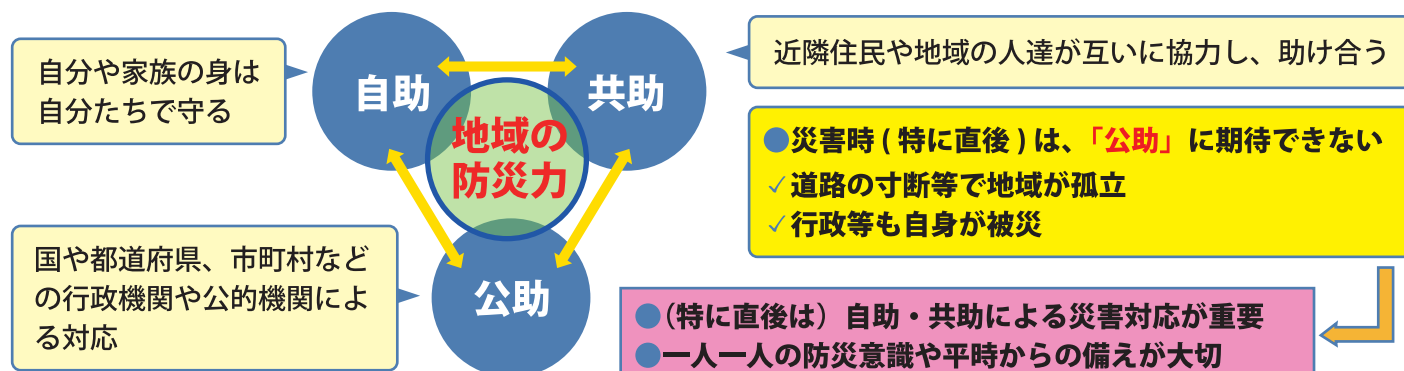 自分や家族の身は
自分たちで守る
自助
共助
近隣住民や地域の人達が互いに協力し、助け合う
地域の
防災力
●災害時(特に直後)は、「公助」に期待できない
✓道路の寸断等で地域が孤立
✓行政等も自身が被災
国や都道府県、市町村など
の行政機関や公的機関によ
る対応
公助
●(特に直後は)自助・共助による災害対応が重要
●一人一人の防災意識や平時からの備えが大切